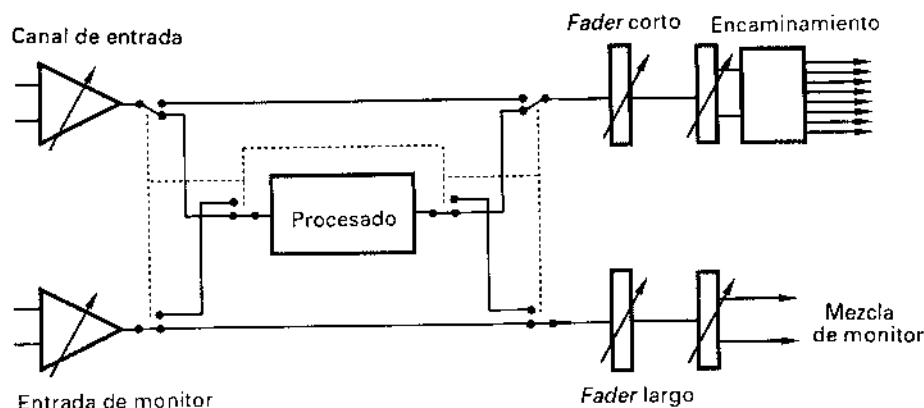 Canal de entrada
Fader corto
Encaminamiento
Procesado
Mezcla
de monitor
Entrada de monitor
Fader largo